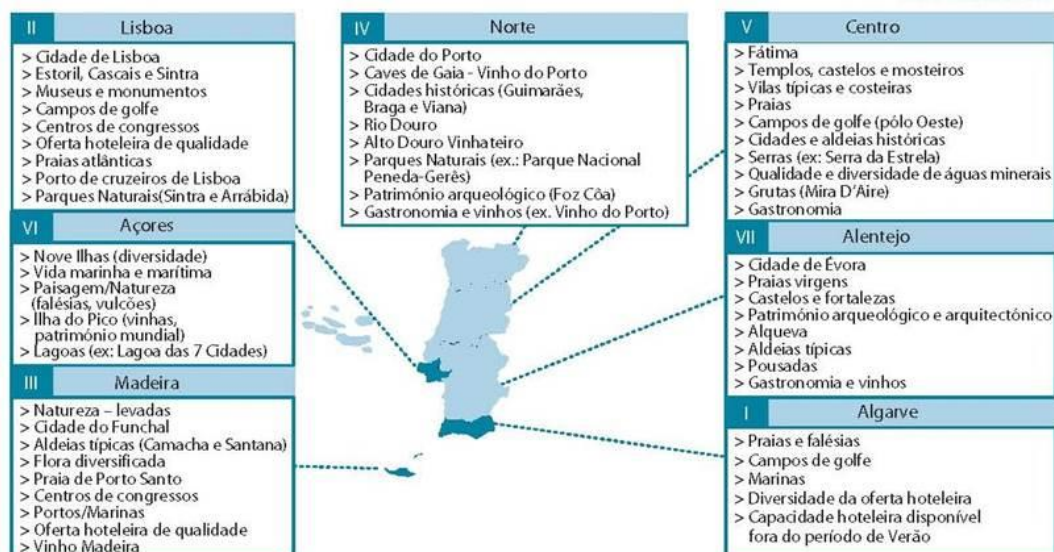 II Lisboa
> Cidade de Lisboa
> Estoril, Cascais e Sintra
> Museus e monumentos
> Campos de golfe
> Centros de congressos
> Oferta hoteleira de qualidade
> Praias atlânticas
> Porto de cruzeiros de Lisboa
> Parques Naturais(Sintra e Arrábida)
VI Açores
> Nove Ilhas (diversidade)
> Vida marinha e marítima
> Paisagem/Natureza
(falésias, vulcões)
> Ilha do Pico (vinhas,
património mundial)
> Lagoas (ex: Lagoa das 7 Cidades)
III Madeira
> Natureza – levadas
> Cidade do Funchal
> Aldeias típicas (Camacha e Santana)
> Flora diversificada
> Praia de Porto Santo
> Centros de congressos
> Portos/Marinas
> Oferta hoteleira de qualidade
> Vinho Madeira
IV Norte
> Cidade do Porto
> Caves de Gaia - Vinho do Porto
> Cidades históricas (Guimarães,
Braga e Viana)
> Rio Douro
> Alto Douro Vinhateiro
> Parques Naturais (ex.: Parque Nacional
Peneda-Gerês)
> Património arqueológico (Foz Côa)
> Gastronomia e vinhos (ex. Vinho do Porto)
V Centro
> Fátima
> Templos, castelos e mosteiros
> Vilas típicas e costeiras
> Praias
> Campos de golfe (pólo Oeste)
> Cidades e aldeias históricas
> Serras (ex: Serra da Estrela)
> Qualidade e diversidade de águas minerais
> Grutas (Mira D'Aire)
> Gastronomia
VII Alentejo
> Cidade de Évora
> Praias virgens
> Castelos e fortalezas
> Património arqueológico e arquitectónico
> Alqueva
> Aldeias típicas
> Pousadas
> Gastronomia e vinhos
I Algarve
> Praias e falésias
> Campos de golfe
> Marinas
> Diversidade da oferta hoteleira
> Capacidade hoteleira disponível
fora do período de Verão